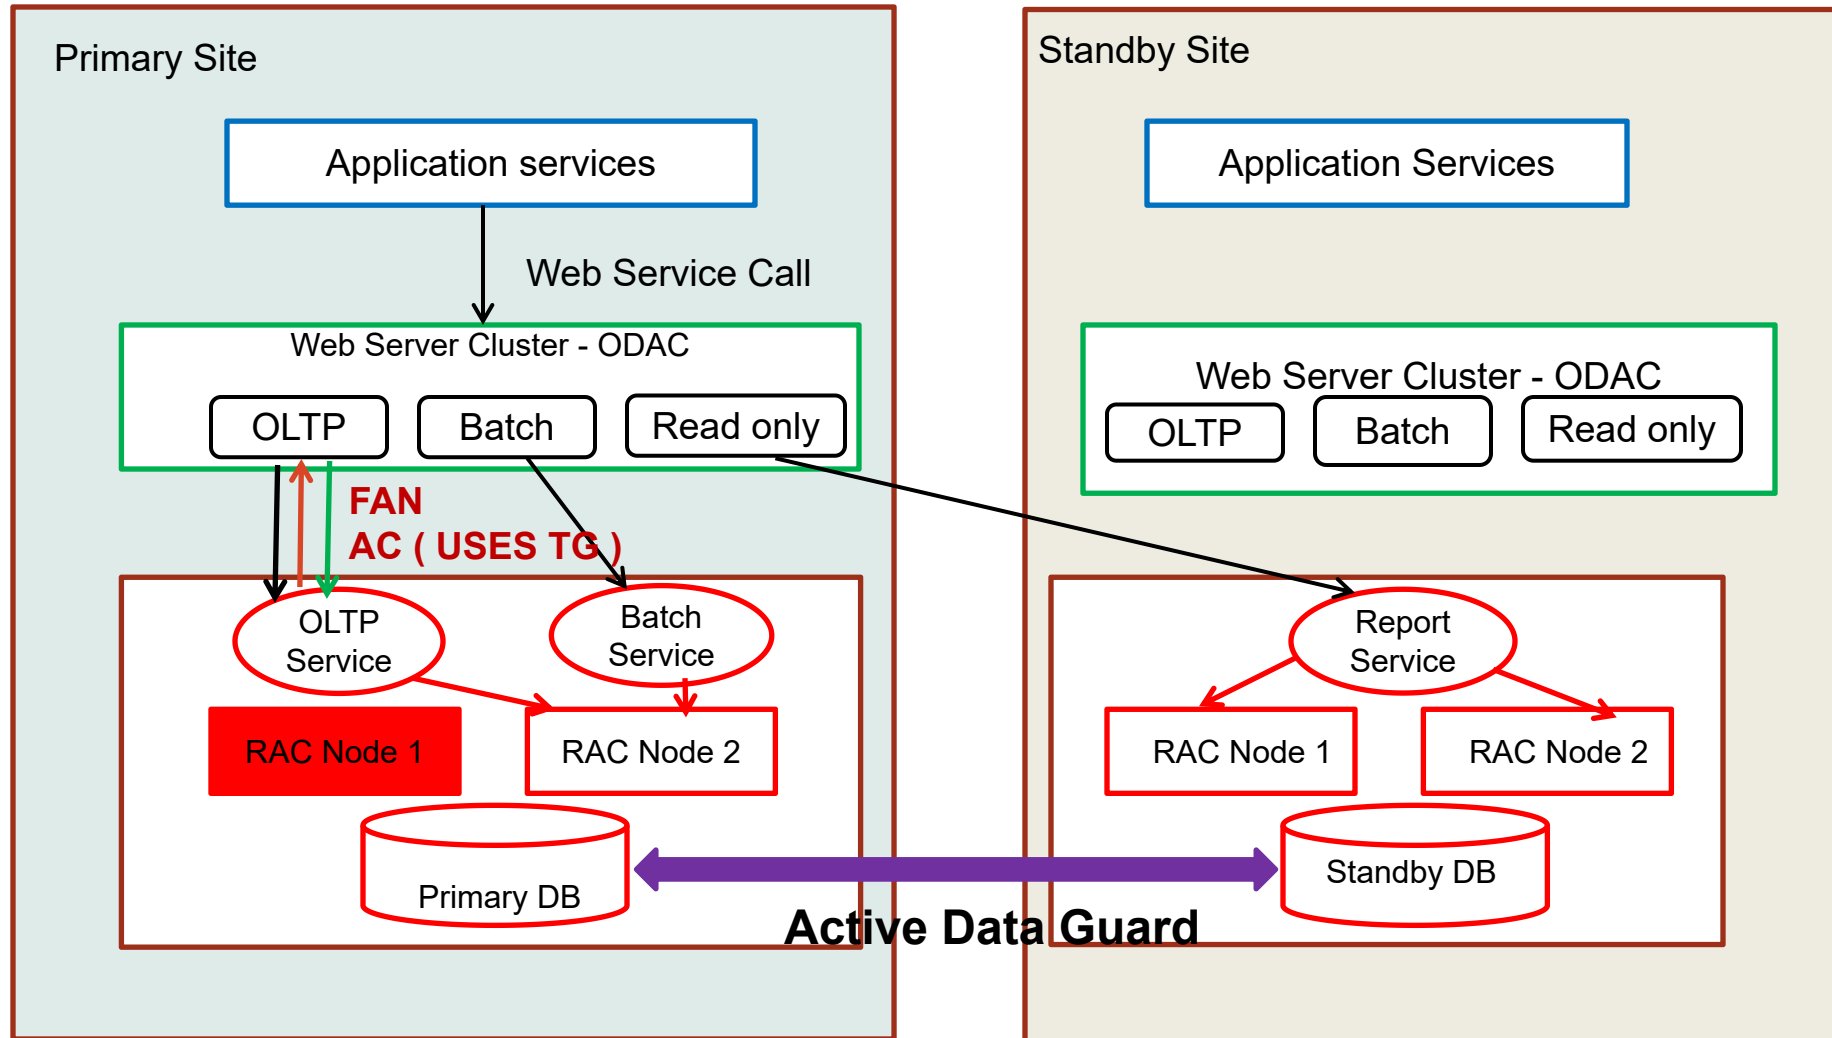 Primary Site
Application services
Web Service Call
Web Server Cluster - ODAC
OLTP
Batch
Read only
FAN
AC ( USES TG )
OLTP
Service
Batch
Service
RAC Node 1
RAC Node 2
Primary DB
Active Data Guard
Standby Site
Application Services
Web Server Cluster - ODAC
OLTP
Batch
Read only
Report
Service
RAC Node 1
RAC Node 2
Standby DB